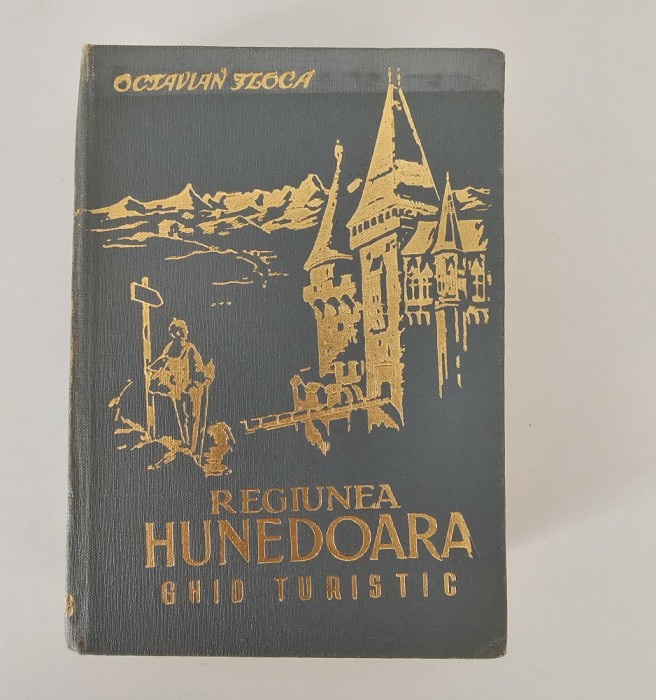 OCTAVIAN FLOCA
REGIUNEA
HUNEDOARA
GHID TURISTIC